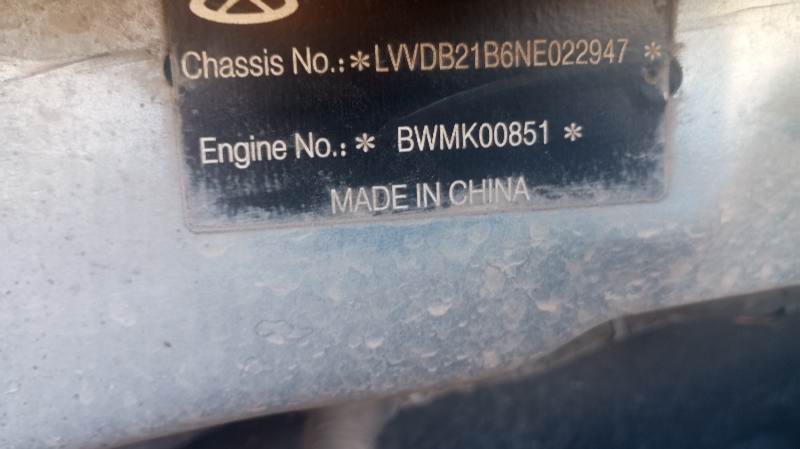 Chassis No.:*LVVDB21B6NE022947 *
Engine No.: * BWMK00851 *
MADE IN CHINA